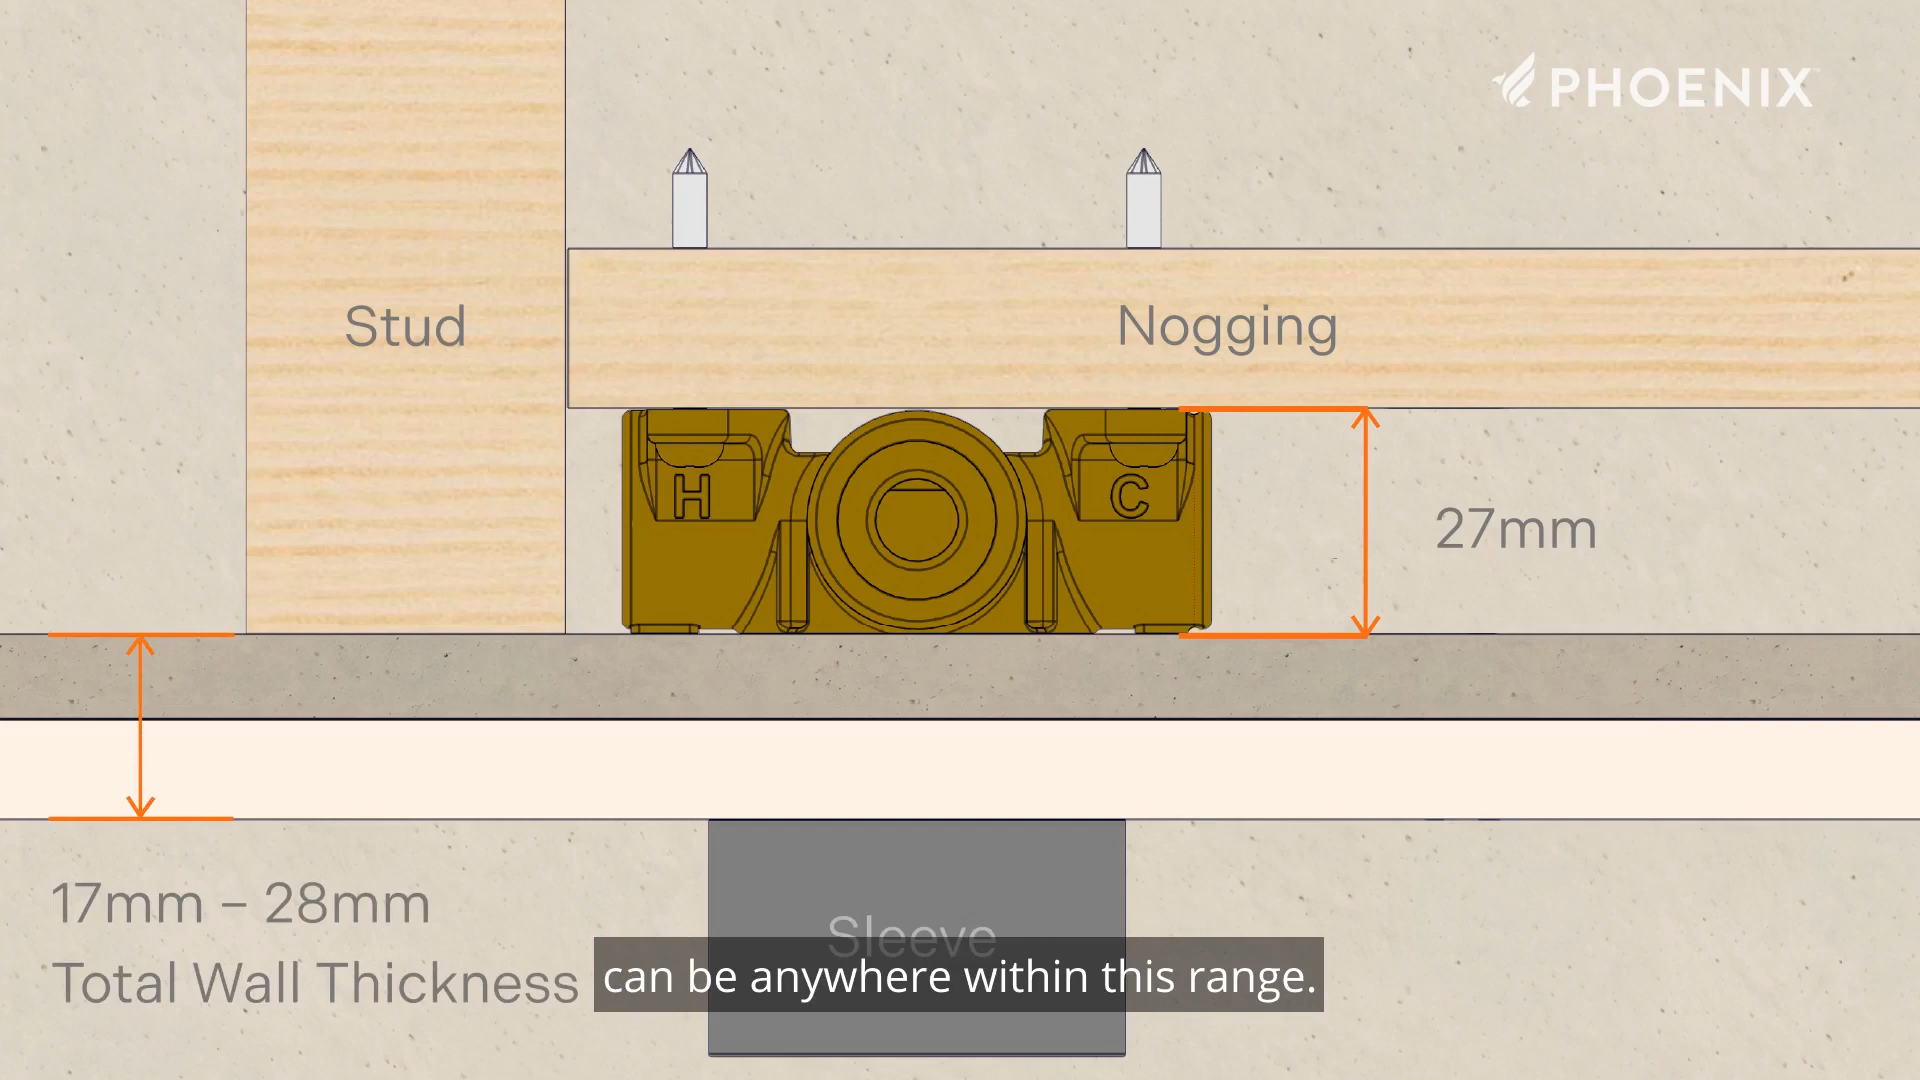 PHOENIX
Stud
Nogging
H
C
27mm
17mm – 28mm
Total Wall Thickness
Sleeve
can be anywhere within this range.